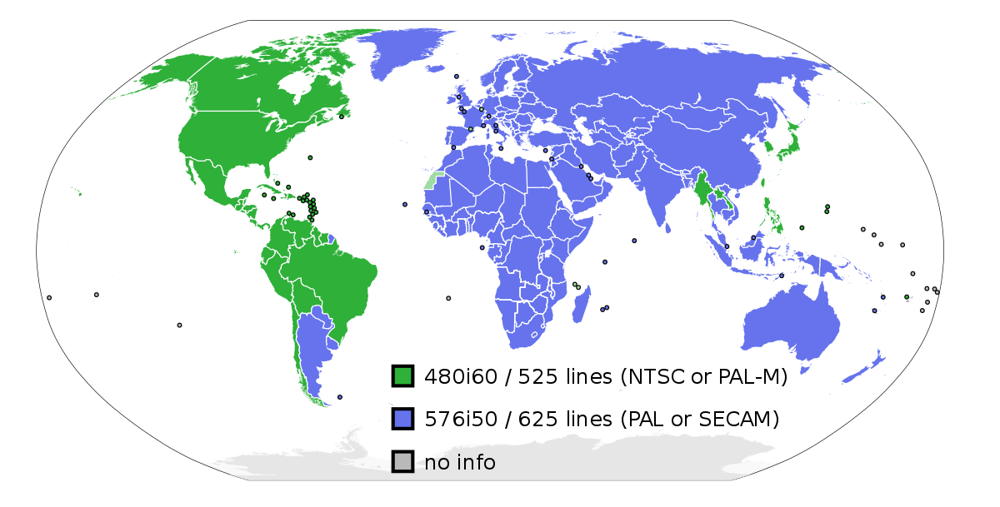 480i60 / 525 lines (NTSC or PAL-M)
576i50 / 625 lines (PAL or SECAM)
no info